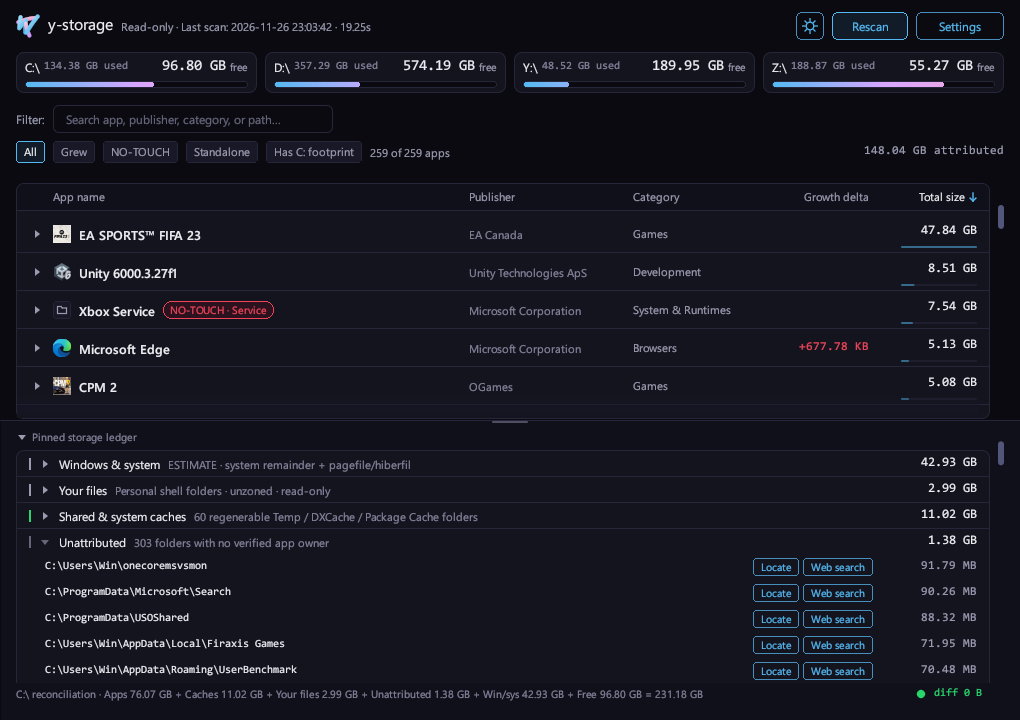 y-storage Read-only · Last scan: 2026-11-26 23:03:42 · 19.25s Rescan Settings
C:\ 134.38 GB used 96.80 GB free D:\ 357.29 GB used 574.19 GB free Y:\ 48.52 GB used 189.95 GB free Z:\ 188.87 GB used 55.27 GB free
Filter: Search app, publisher, category, or path...
All Grew NO-TOUCH Standalone Has C: footprint 259 of 259 apps 148.04 GB attributed
App name Publisher Category Growth delta Total size ↓
EA SPORTS™ FIFA 23 EA Canada Games 47.84 GB
Unity 6000.3.27f1 Unity Technologies ApS Development 8.51 GB
Xbox Service NO-TOUCH · Service Microsoft Corporation System & Runtimes 7.54 GB
Microsoft Edge Microsoft Corporation Browsers +677.78 KB 5.13 GB
CPM 2 OGames Games 5.08 GB
Pinned storage ledger
Windows & system ESTIMATE · system remainder + pagefile/hiberfil 42.93 GB
Your files Personal shell folders · unzoned · read-only 2.99 GB
Shared & system caches 60 regenerable Temp / DXCache / Package Cache folders 11.02 GB
Unattributed 303 folders with no verified app owner 1.38 GB
C:\Users\Win\onecoremsvsmon Locate Web search 91.79 MB
C:\ProgramData\Microsoft\Search Locate Web search 90.26 MB
C:\ProgramData\USOShared Locate Web search 88.32 MB
C:\Users\Win\AppData\Local\Firaxis Games Locate Web search 71.95 MB
C:\Users\Win\AppData\Roaming\UserBenchmark Locate Web search 70.48 MB
C:\ reconciliation · Apps 76.07 GB + Caches 11.02 GB + Your files 2.99 GB + Unattributed 1.38 GB + Win/sys 42.93 GB + Free 96.80 GB = 231.18 GB diff 0 B